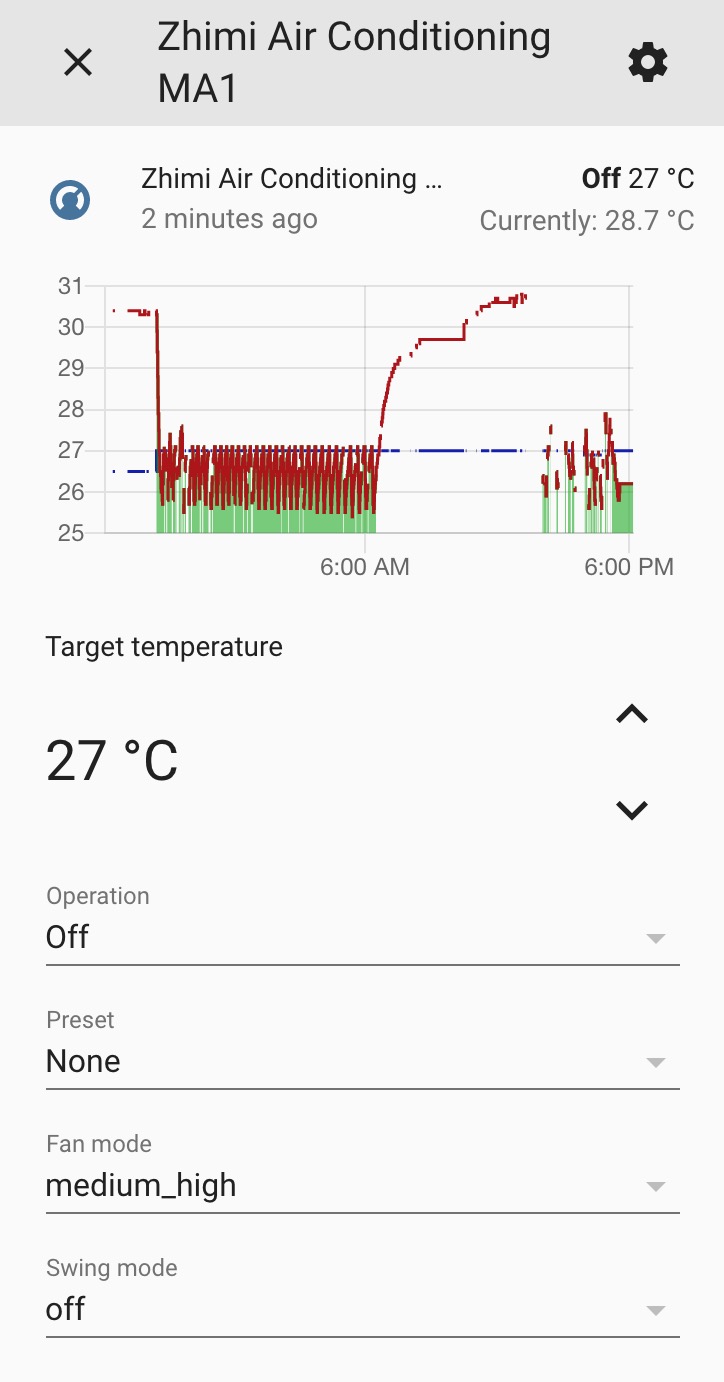 Zhimi Air Conditioning
MA1
Zhimi Air Conditioning ...
Off 27 °C
2 minutes ago
Currently: 28.7 °C
31
30
29
28
27
26
25
6:00 AM
6:00 PM
Target temperature
27 °C
Operation
Off
Preset
None
Fan mode
medium_high
Swing mode
off